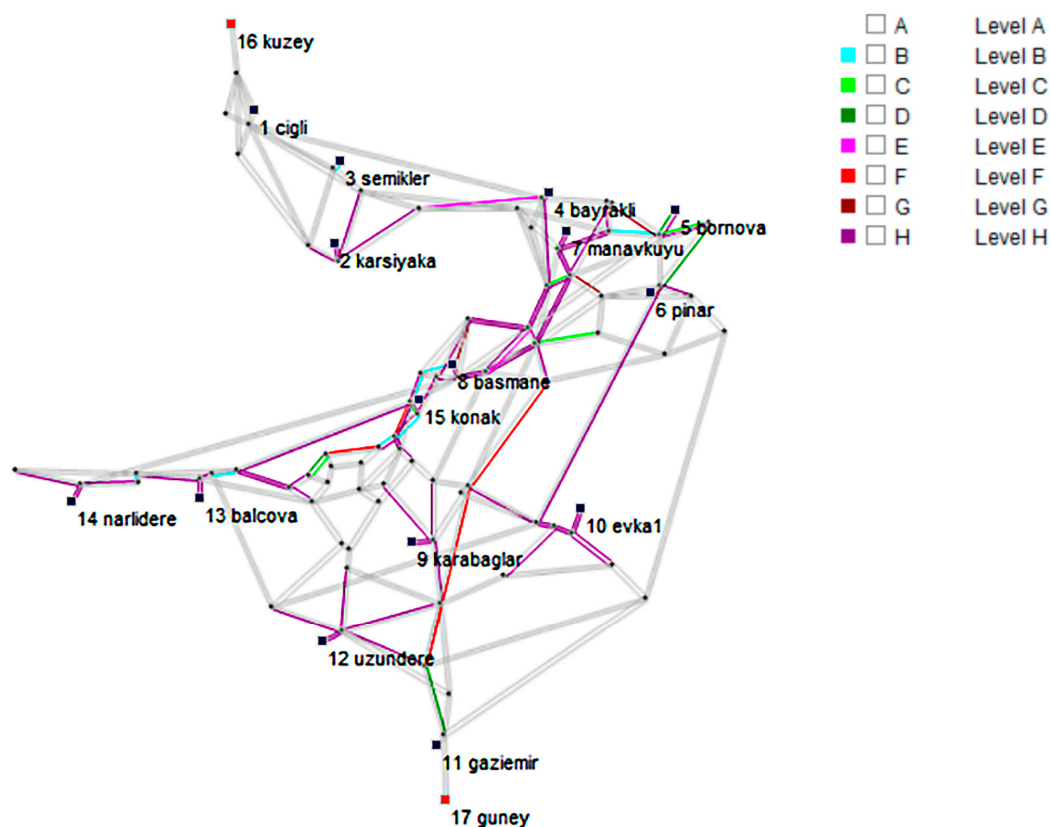 16 kuzey
1 cigli
3 semikler
4 bayrakli
5 bornova
2 karsiyaka
7 manavkuyu
6 pinar
8 basmane
15 konak
14 narlidere
13 balcova
10 evka1
9 karabaglar
12 uzundere
11 gaziemir
17 guney
A Level A
B Level B
C Level C
D Level D
E Level E
F Level F
G Level G
H Level H